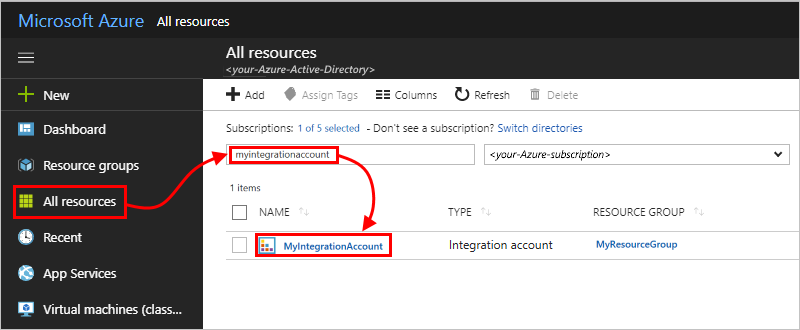 Microsoft Azure All resources
All resources
<your-Azure-Active-Directory>
New
Dashboard
Resource groups
All resources
Recent
App Services
Virtual machines (class...
Add Assign Tags Columns Refresh Delete
Subscriptions: 1 of 5 selected - Don't see a subscription? Switch directories
myintegrationaccount <your-Azure-subscription>
1 items
NAME TYPE RESOURCE GROUP
MyIntegrationAccount Integration account MyResourceGroup